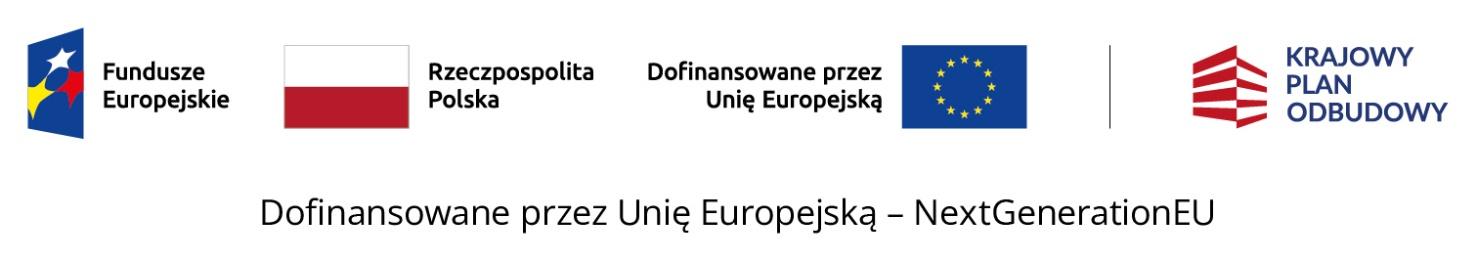 Fundusze
Europejskie
Rzeczpospolita
Polska
Dofinansowane przez
Unię Europejską
KRAJOWY
PLAN
ODBUDOWY
Dofinansowane przez Unię Europejską – NextGenerationEU